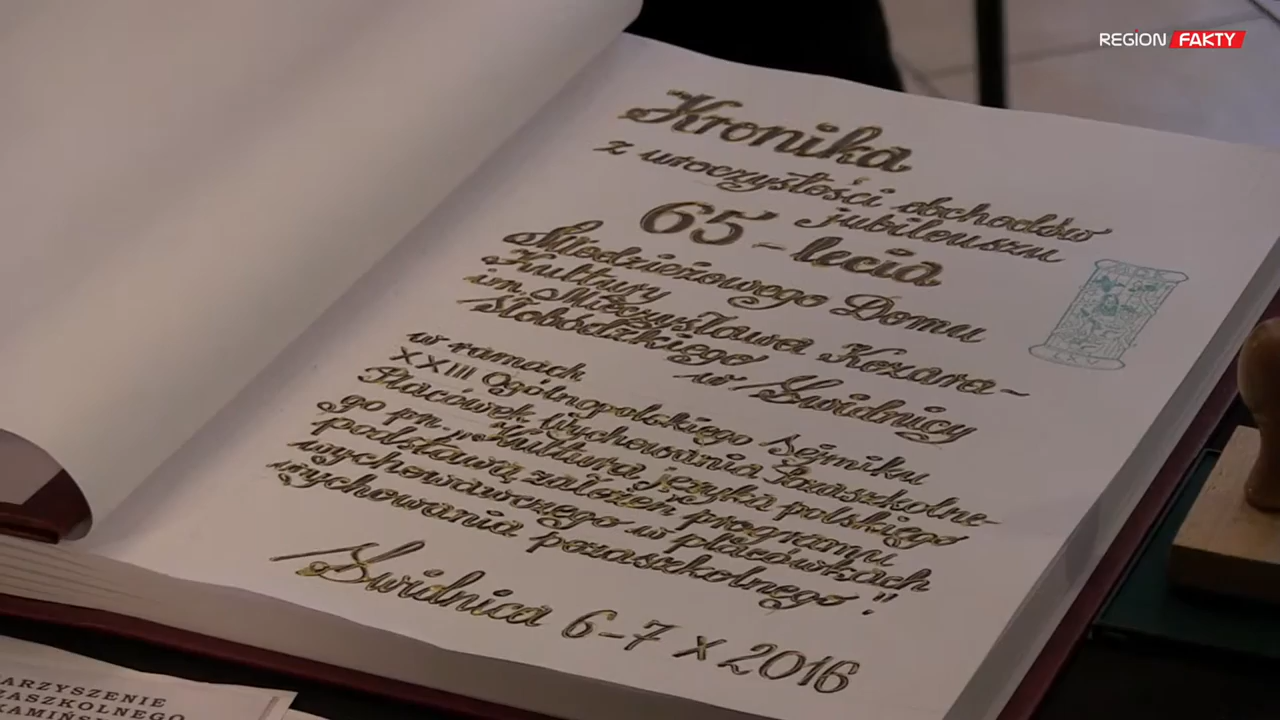 REGION FAKTY
Kronika
z uroczystości obchodów
jubileuszu
65-lecia
Młodzieżowego Domu
Kultury
im. Mieczysława Kozara-
Słobódzkiego
w Świdnicy
w ramach
XXIII Ogólnopolskiego Sejmiku
Placówek Wychowania Pozaszkolne-
go pn. „Kultura języka polskiego
podstawą założeń programu
wychowawczego w placówkach
wychowania pozaszkolnego"
Świdnica 6-7 X 2016
ARZYSZENIE
ZASZKOLNEGO
KAMIŃS